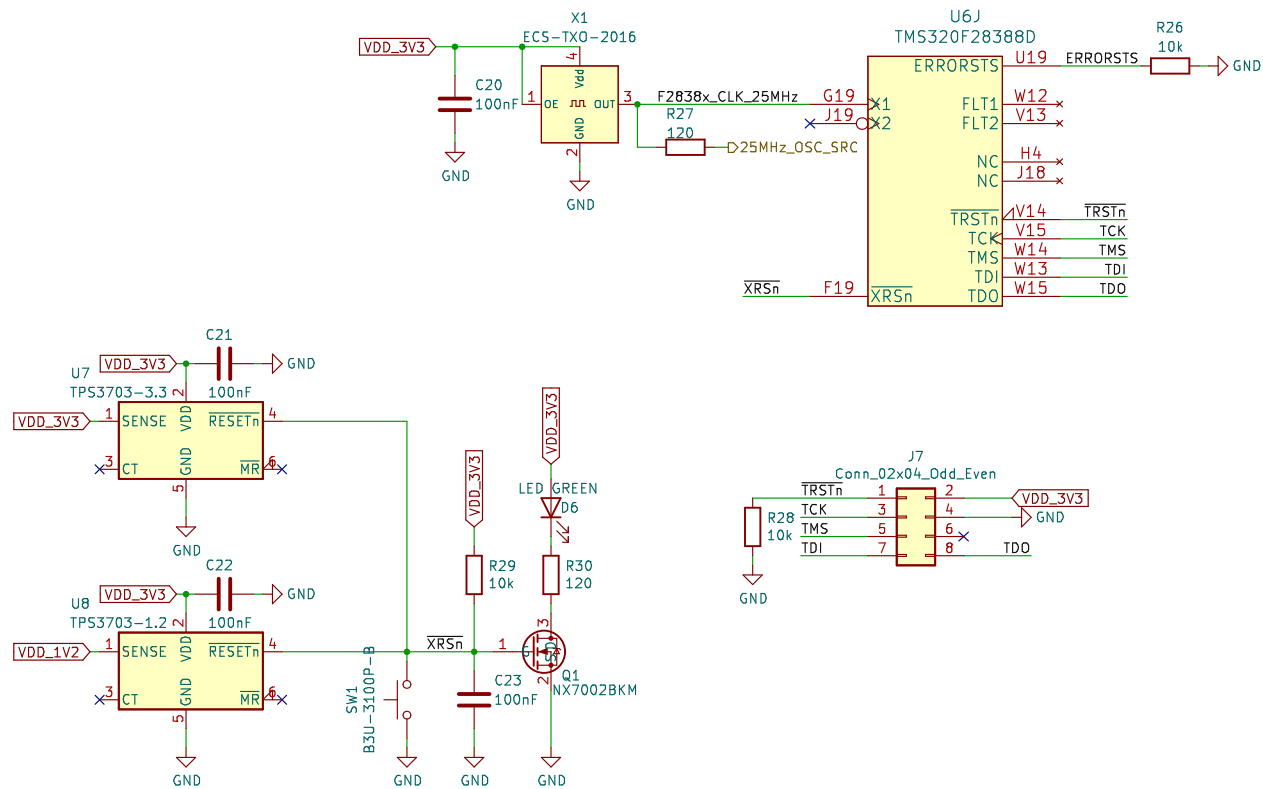 X1
ECS-TXO-2016
VDD_3V3
4
Vdd
C20
100nF
1
OE
OUT
3
GND
2
GND
GND
F2838x_CLK_25MHz
R27
120
25MHz_OSC_SRC
U6J
TMS320F28388D
G19
X1
J19
X2
F19
XRSn
XRSn
ERRORSTS
U19
ERRORSTS
R26
10k
GND
FLT1
W12
FLT2
V13
NC
H4
NC
J18
TRSTn
V14
TRSTn
TCK
V15
TCK
TMS
W14
TMS
TDI
W13
TDI
TDO
W15
TDO
C21
VDD_3V3
GND
U7
TPS3703-3.3
100nF
2
VDD_3V3
1
SENSE
VDD
RESETn
4
3
CT
GND
MR
6
5
GND
C22
VDD_3V3
GND
U8
TPS3703-1.2
100nF
2
VDD_1V2
1
SENSE
VDD
RESETn
4
3
CT
GND
MR
6
5
GND
XRSn
SW1
B3U-3100P-B
GND
VDD_3V3
R29
10k
C23
100nF
GND
VDD_3V3
LED GREEN
D6
R30
120
3
D
1
G
S
2
Q1
NX7002BKM
GND
J7
Conn_02x04_Odd_Even
TRSTn
1
2
VDD_3V3
TCK
3
4
GND
TMS
5
6
TDI
7
8
TDO
R28
10k
GND